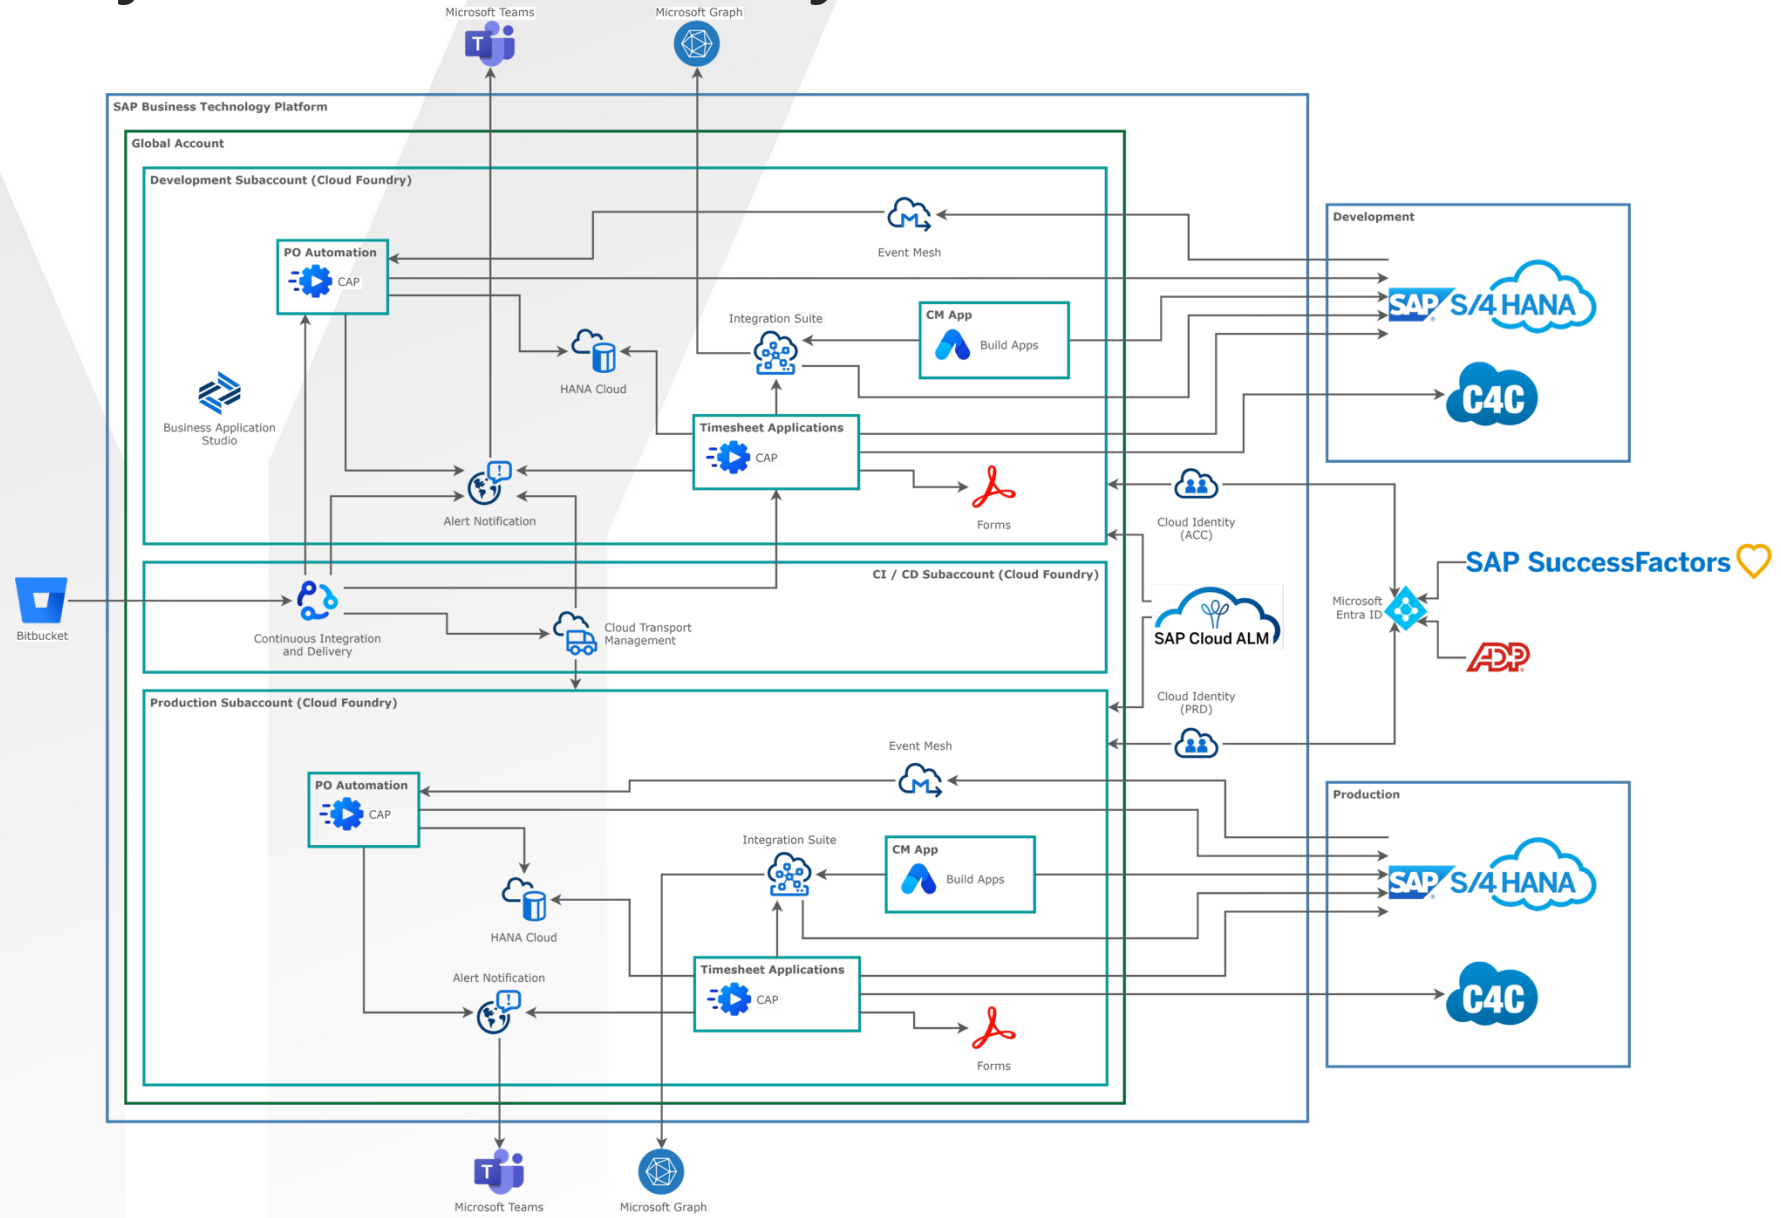 Microsoft Teams
Microsoft Graph
SAP Business Technology Platform
Global Account
Development Subaccount (Cloud Foundry)
Event Mesh
PO Automation
CAP
Integration Suite
CM App
Build Apps
HANA Cloud
Business Application
Studio
Timesheet Applications
CAP
Alert Notification
Forms
Development
SAP S/4HANA
C4C
Cloud Identity
(ACC)
CI / CD Subaccount (Cloud Foundry)
Bitbucket
Continuous Integration
and Delivery
Cloud Transport
Management
SAP Cloud ALM
Microsoft
Entra ID
SAP SuccessFactors
ADP
Production Subaccount (Cloud Foundry)
Cloud Identity
(PRD)
Event Mesh
PO Automation
CAP
Integration Suite
CM App
Build Apps
HANA Cloud
Alert Notification
Timesheet Applications
CAP
Forms
Production
SAP S/4HANA
C4C
Microsoft Teams
Microsoft Graph